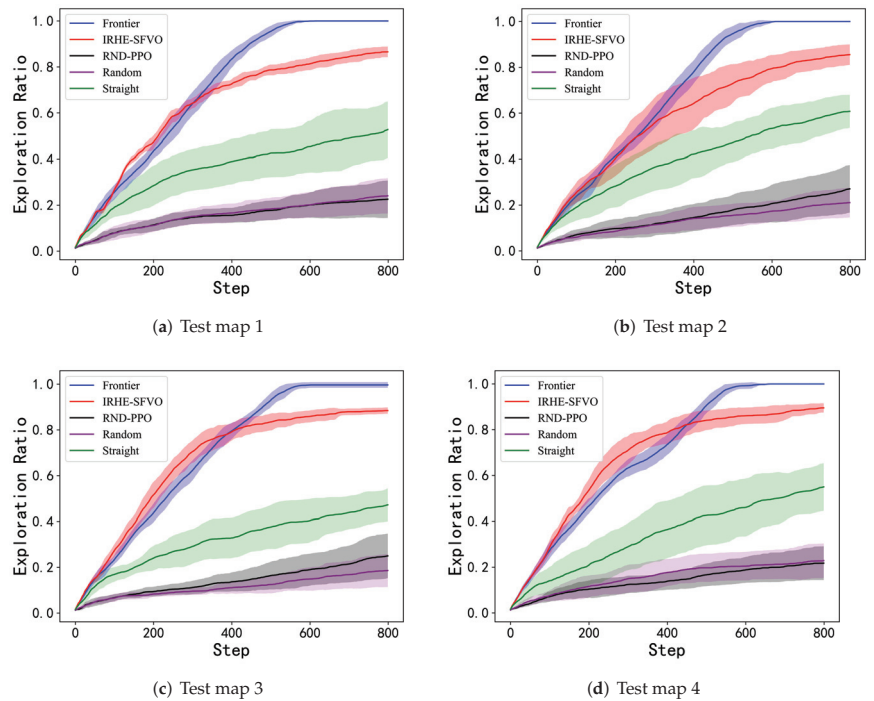 Exploration Ratio
1.0
0.8
0.6
0.4
0.2
0.0
Frontier
IRHE-SFVO
RND-PPO
Random
Straight
0 200 400 600 800
Step
(a) Test map 1
Exploration Ratio
1.0
0.8
0.6
0.4
0.2
0.0
Frontier
IRHE-SFVO
RND-PPO
Random
Straight
0 200 400 600 800
Step
(b) Test map 2
Exploration Ratio
1.0
0.8
0.6
0.4
0.2
0.0
Frontier
IRHE-SFVO
RND-PPO
Random
Straight
0 200 400 600 800
Step
(c) Test map 3
Exploration Ratio
1.0
0.8
0.6
0.4
0.2
0.0
Frontier
IRHE-SFVO
RND-PPO
Random
Straight
0 200 400 600 800
Step
(d) Test map 4